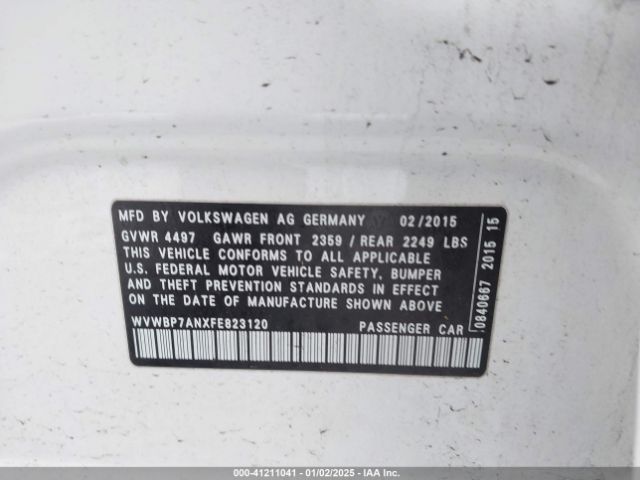 MFD BY VOLKSWAGEN AG GERMANY 02/2015
GVWR 4497 GAWR FRONT 2359 / REAR 2249 LBS
THIS VEHICLE CONFORMS TO ALL APPLICABLE
U.S. FEDERAL MOTOR VEHICLE SAFETY, BUMPER
AND THEFT PREVENTION STANDARDS IN EFFECT
ON THE DATE OF MANUFACTURE SHOWN ABOVE
WVWBP7ANXFE823120 PASSENGER CAR
0840667 2015 15
000-41211041 - 01/02/2025 - IAA Inc.